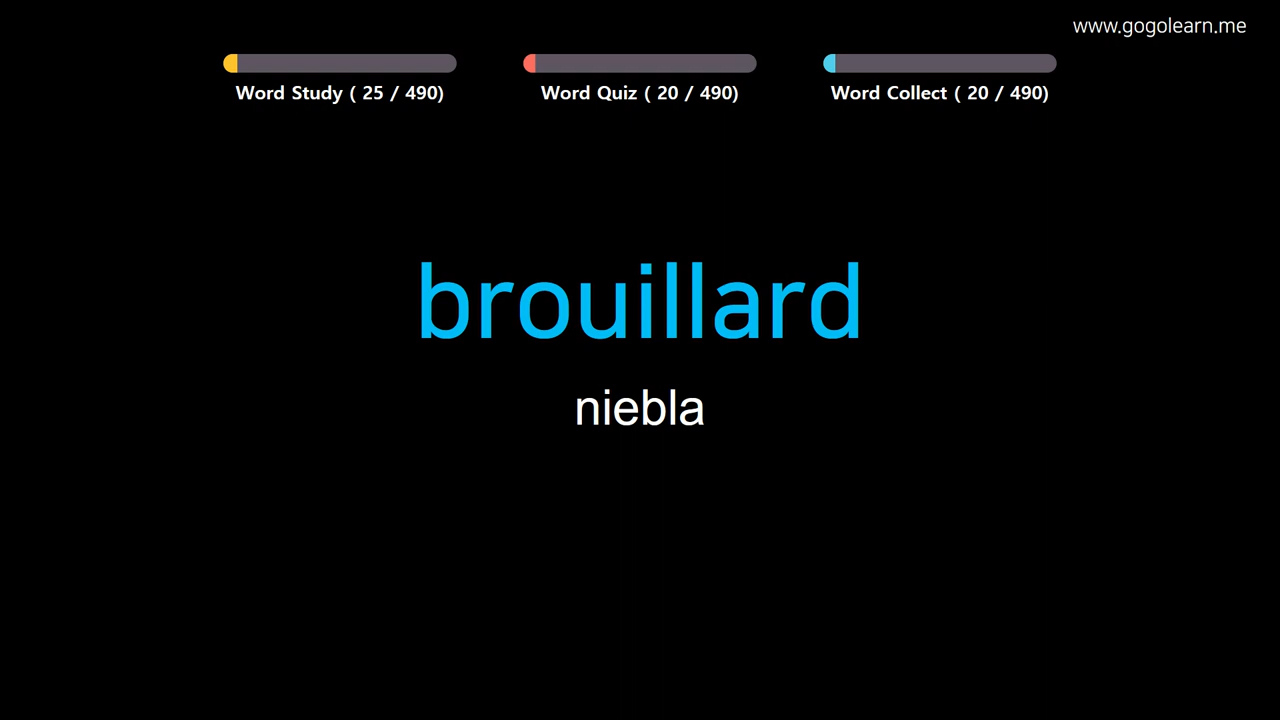 www.gogolearn.me
Word Study ( 25 / 490)
Word Quiz ( 20 / 490)
Word Collect ( 20 / 490)
brouillard
niebla